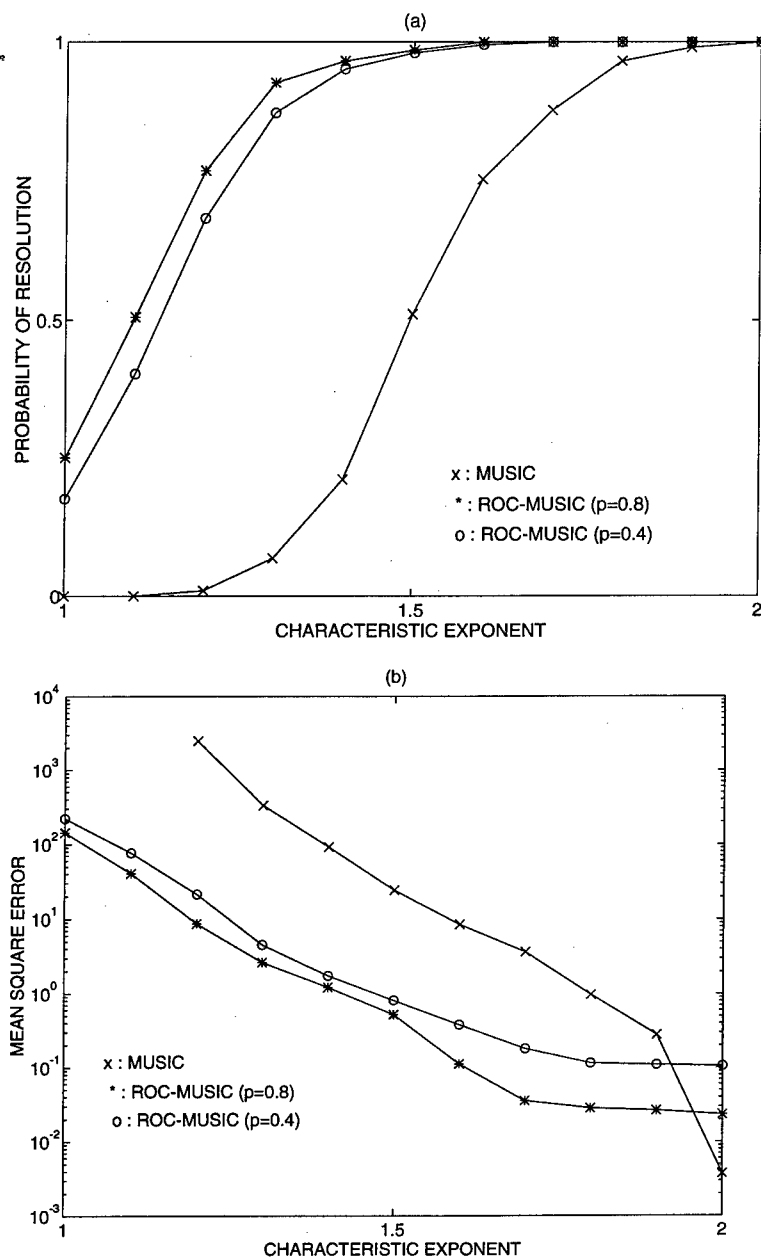 (a)
1
0.5
0
PROBABILITY OF RESOLUTION
x : MUSIC
* : ROC-MUSIC (p=0.8)
o : ROC-MUSIC (p=0.4)
1
1.5
2
CHARACTERISTIC EXPONENT
(b)
10^4
10^3
10^2
10^1
10^0
10^-1
10^-2
10^-3
MEAN SQUARE ERROR
x : MUSIC
* : ROC-MUSIC (p=0.8)
o : ROC-MUSIC (p=0.4)
1
1.5
2
CHARACTERISTIC EXPONENT